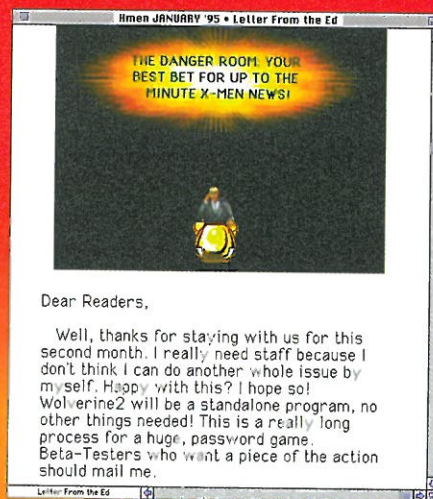 Xmen JANUARY '95 • Letter From the Ed
THE DANGER ROOM: YOUR
BEST BET FOR UP TO THE
MINUTE X-MEN NEWS!
Dear Readers,
Well, thanks for staying with us for this
second month. I really need staff because I
don't think I can do another whole issue by
myself. Happy with this? I hope so!
Wolverine2 will be a standalone program, no
other things needed! This is a really long
process for a huge, password game.
Beta-Testers who want a piece of the action
should mail me.
Letter From the Ed